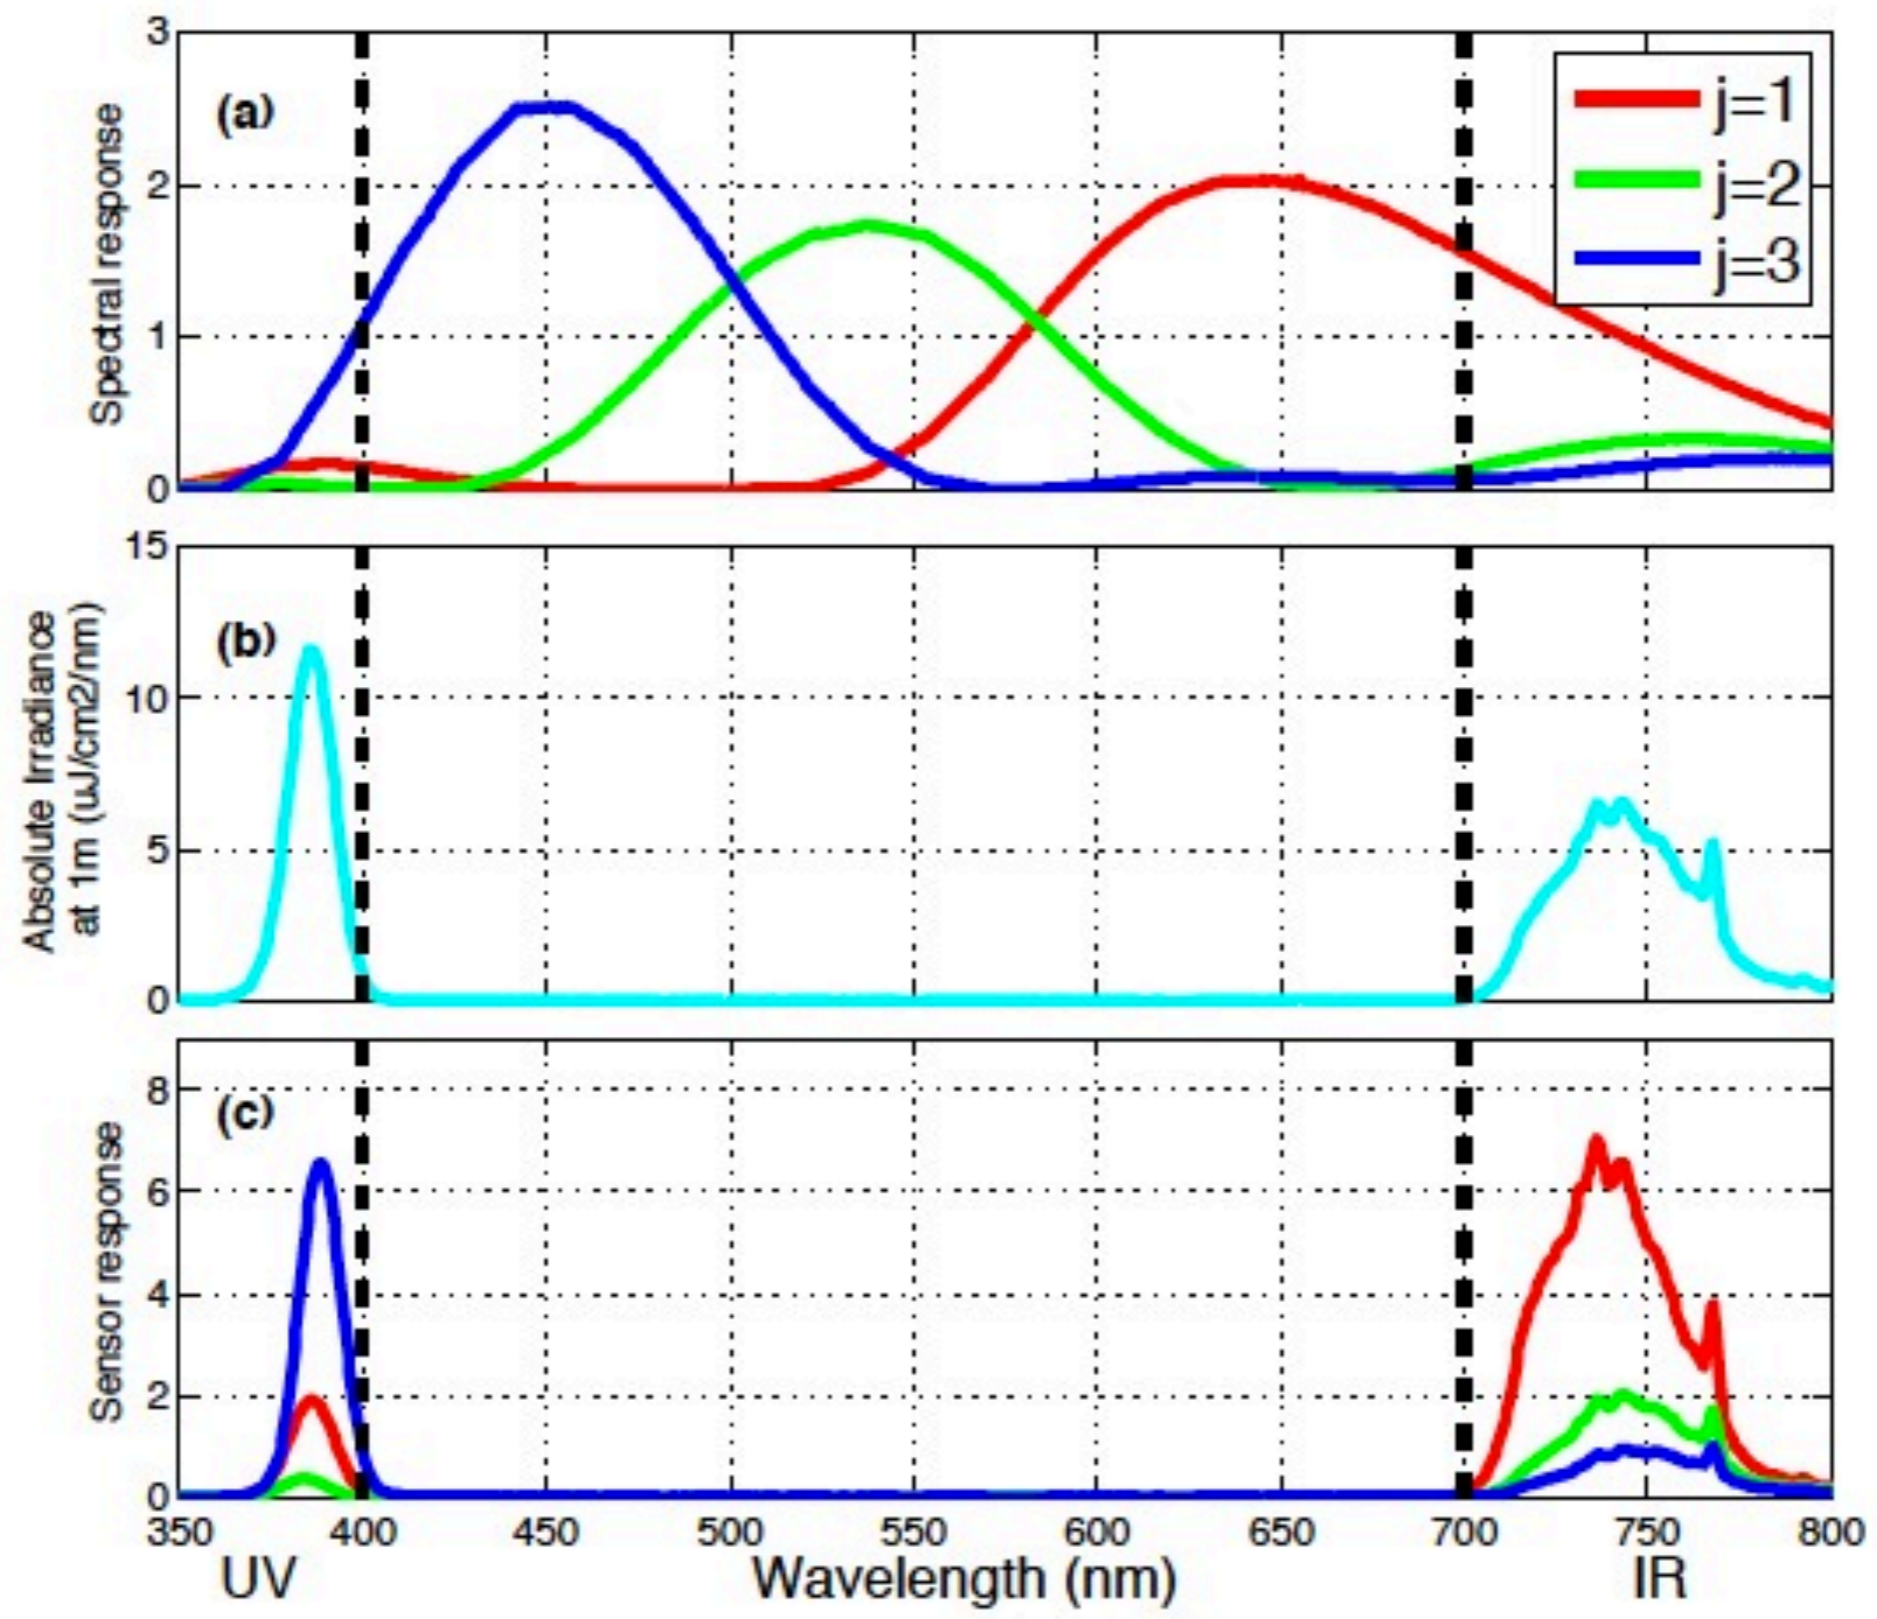 3
2
1
0
Spectral response
(a)
j=1
j=2
j=3
15
10
5
0
Absolute Irradiance
at 1m (uJ/cm2/nm)
(b)
8
6
4
2
0
Sensor response
(c)
350 400 450 500 550 600 650 700 750 800
UV Wavelength (nm) IR